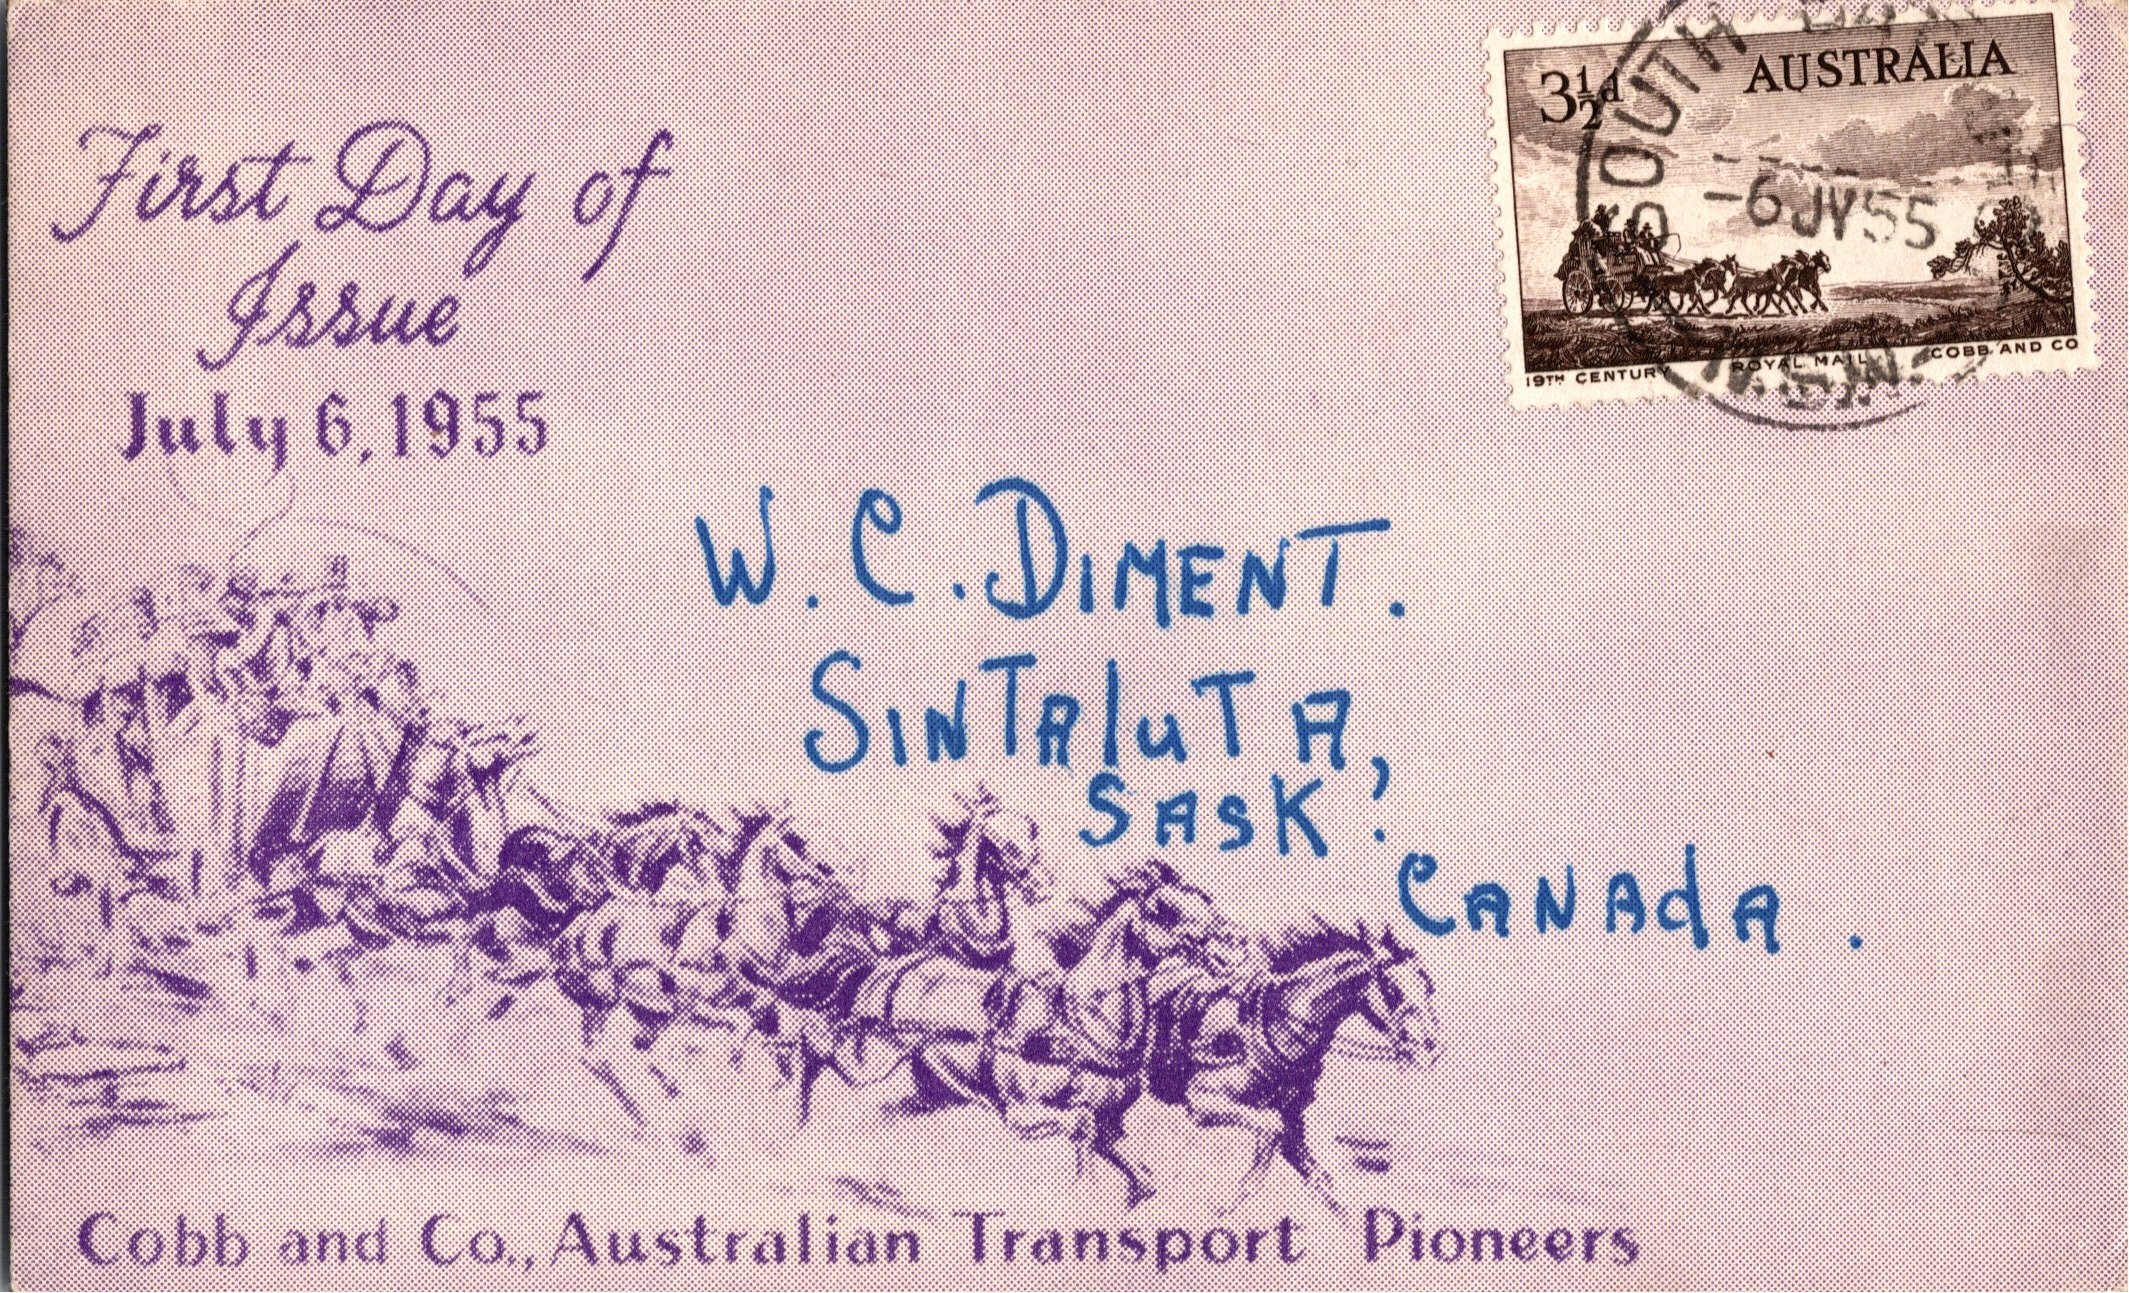 First Day of
Issue
July 6, 1955
3½d AUSTRALIA
SOUTH
-6 JY 55
N.S.W
19TH CENTURY ROYAL MAIL COBB AND CO
W. C. DIMENT.
SINTAluTA,
SASK.
CANAdA.
Cobb and Co., Australian Transport Pioneers